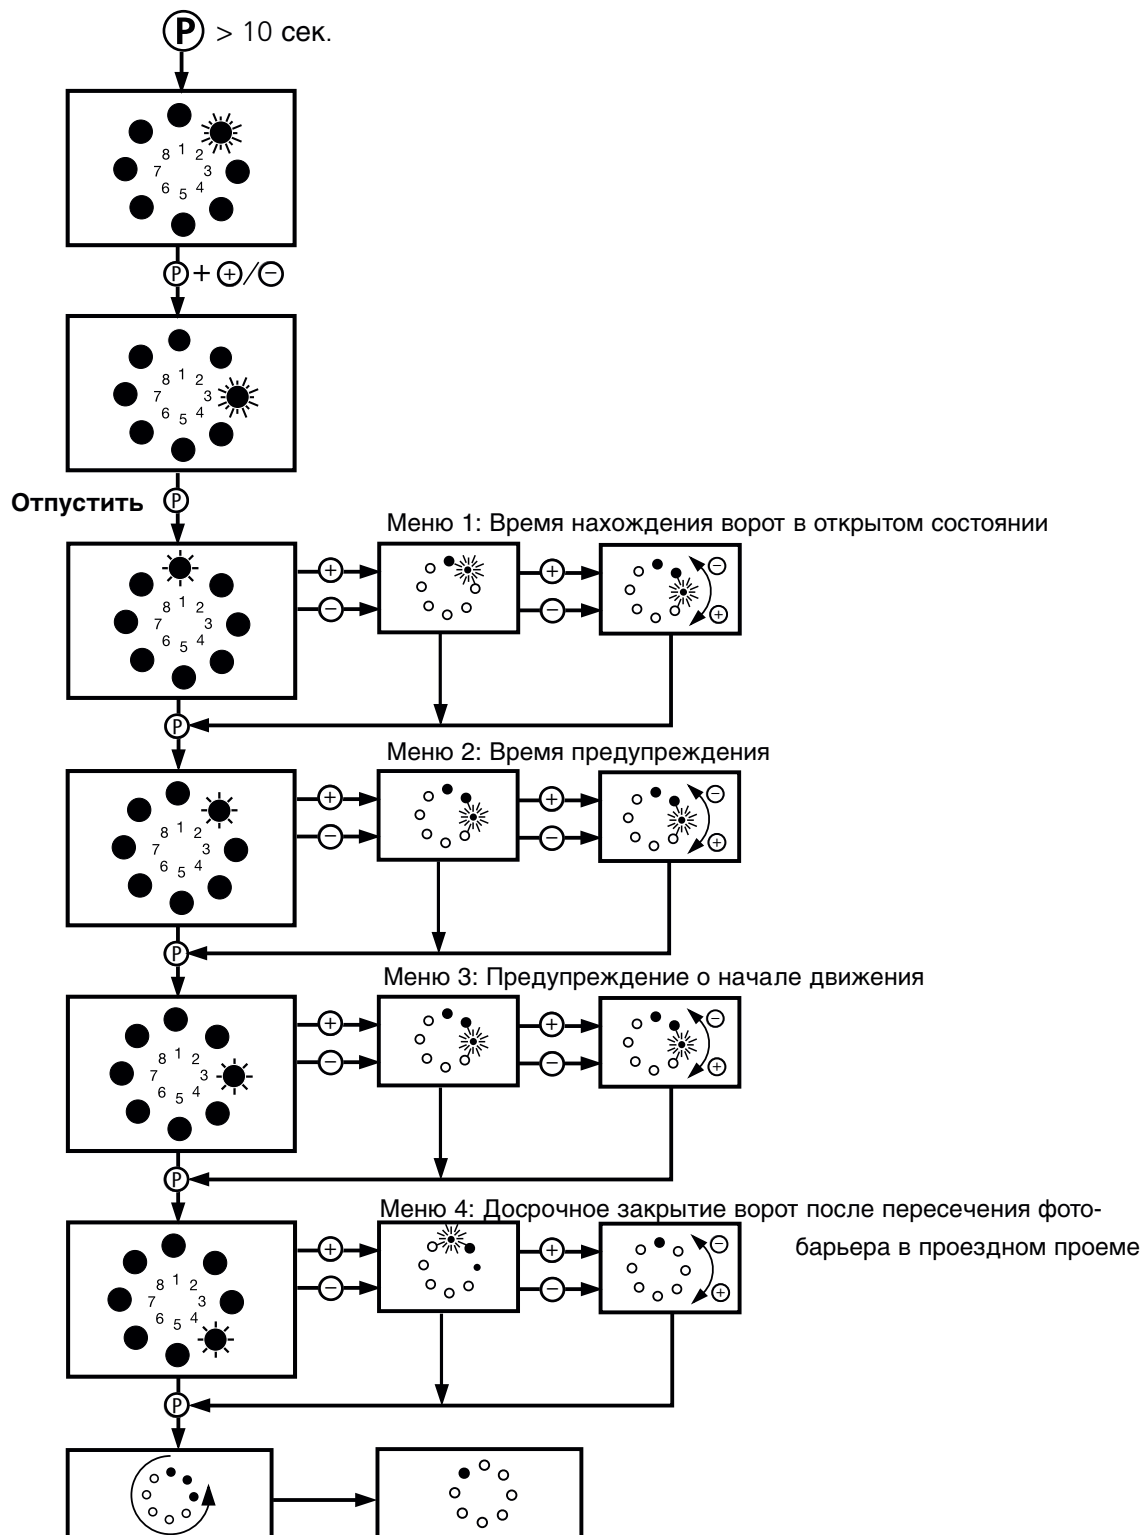 P > 10 сек.
8 1 2
7 3
6 5 4
P + + / −
8 1 2
7 3
6 5 4
Отпустить P
Меню 1: Время нахождения ворот в открытом состоянии
8 1 2
7 3
6 5 4
+ + −
− − +
P
Меню 2: Время предупреждения
8 1 2
7 3
6 5 4
+ + −
− − +
P
Меню 3: Предупреждение о начале движения
8 1 2
7 3
6 5 4
+ + −
− − +
P
Меню 4: Досрочное закрытие ворот после пересечения фото-
барьера в проездном проеме
8 1 2
7 3
6 5 4
+ + −
− − +
P